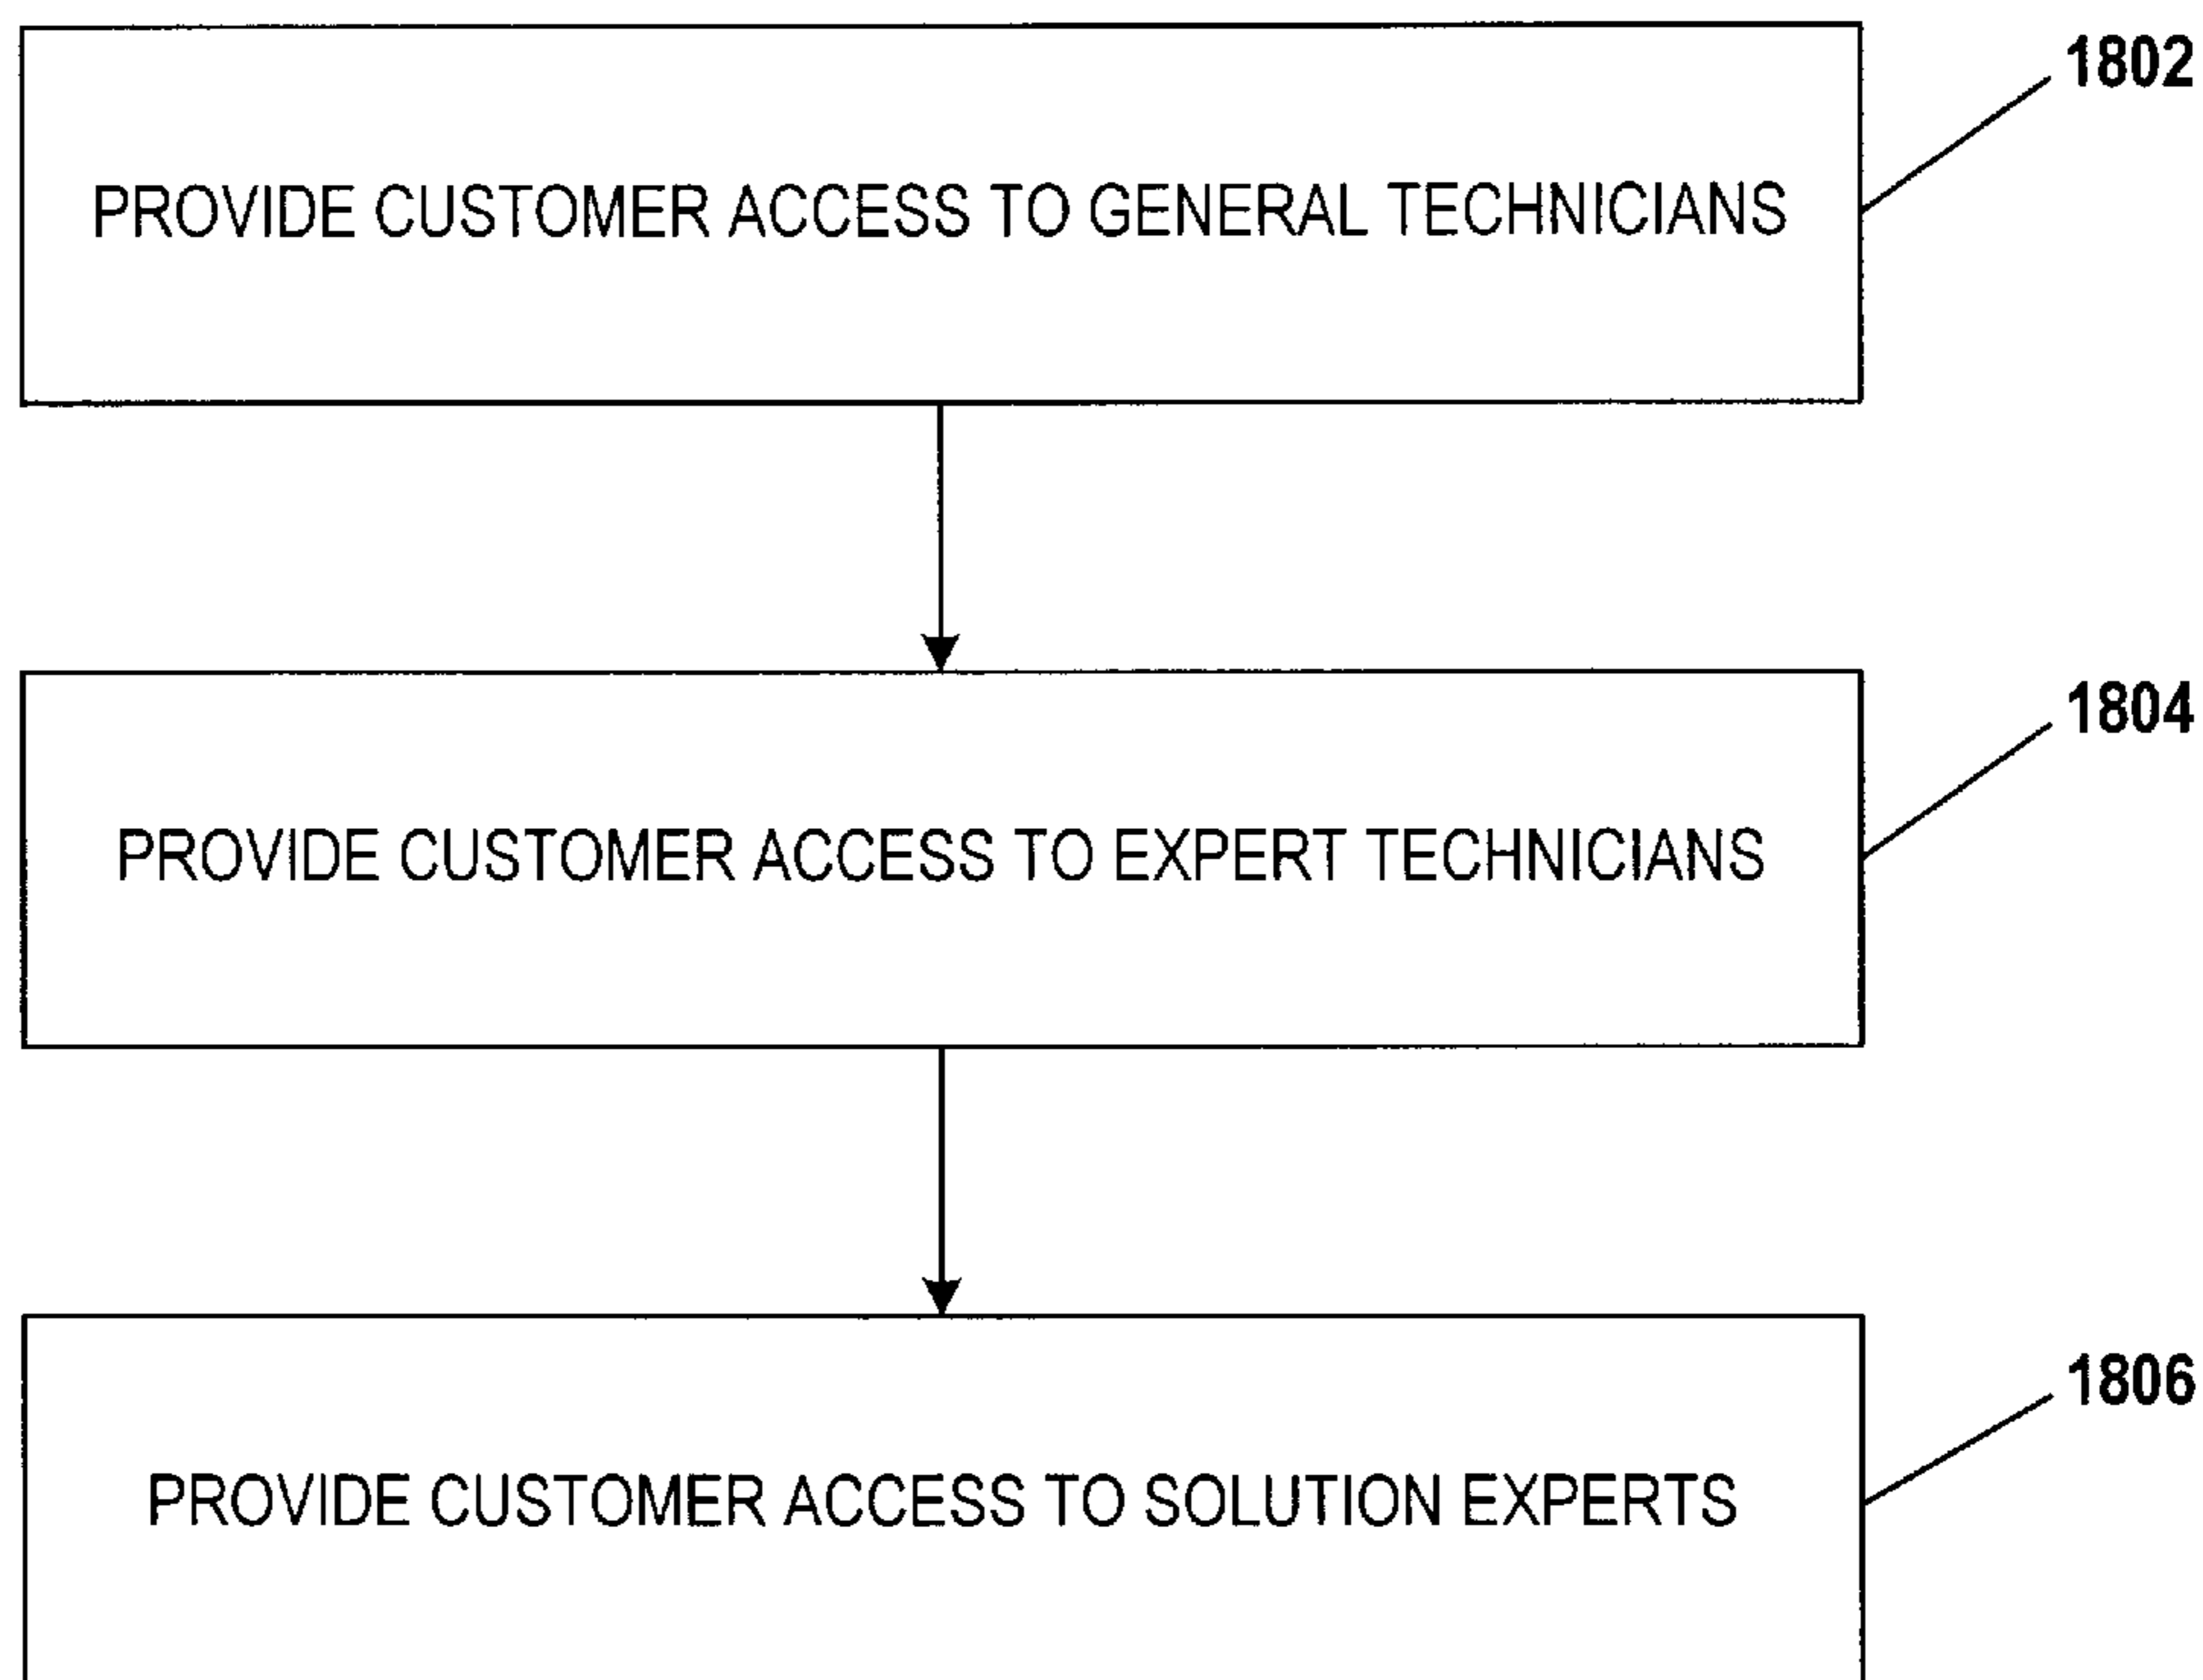 1802
PROVIDE CUSTOMER ACCESS TO GENERAL TECHNICIANS
1804
PROVIDE CUSTOMER ACCESS TO EXPERT TECHNICIANS
1806
PROVIDE CUSTOMER ACCESS TO SOLUTION EXPERTS